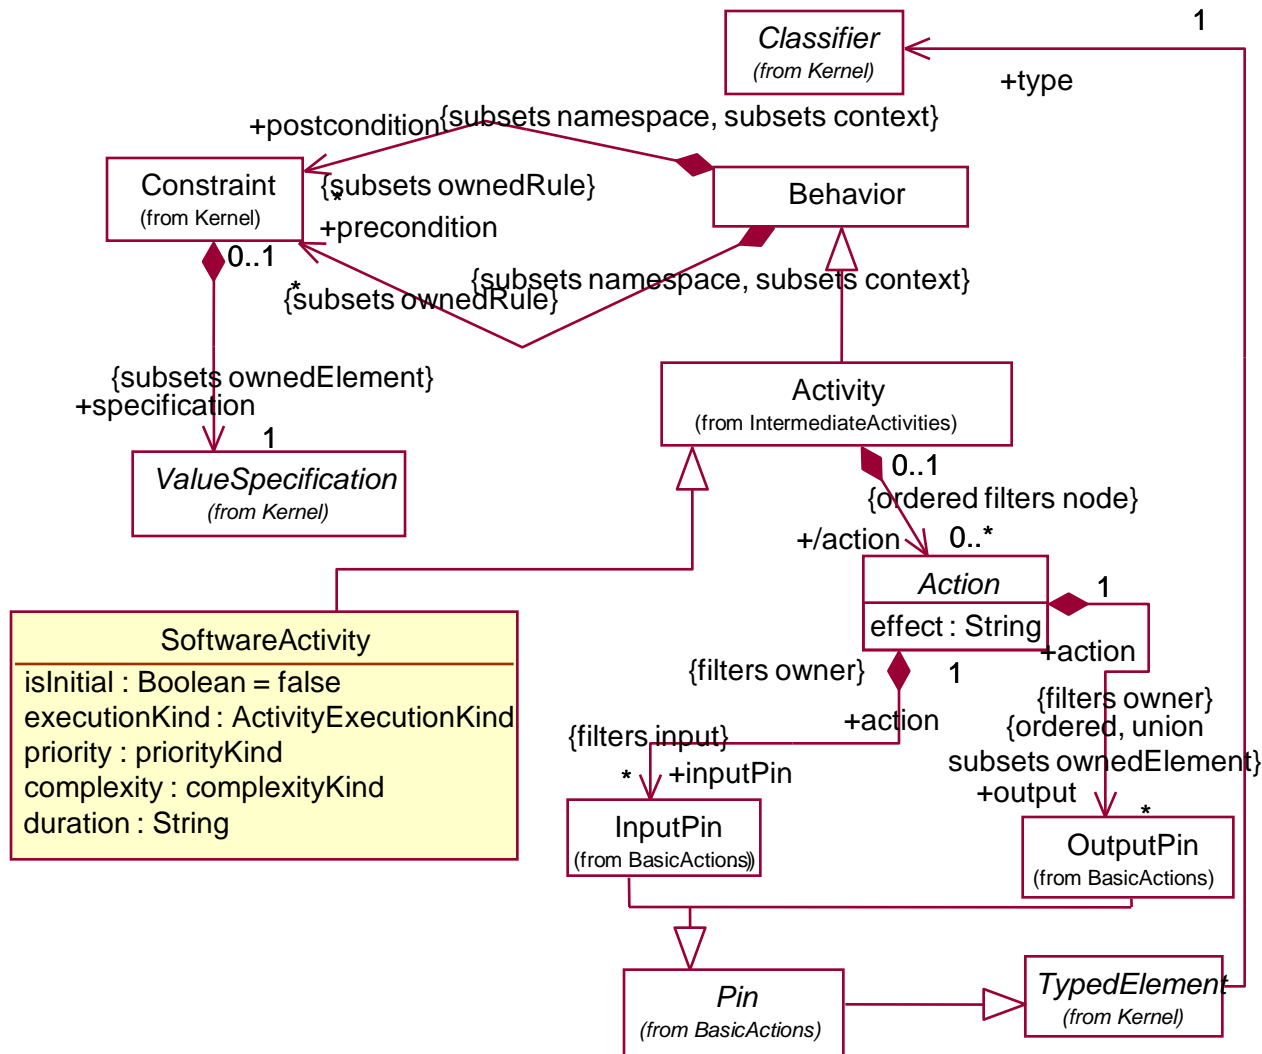 Classifier
(from Kernel)
1
+type
+postcondition
{subsets namespace, subsets context}
Constraint
(from Kernel)
{subsets ownedRule}
*
+precondition
Behavior
0..1
{subsets namespace, subsets context}
*
{subsets ownedRule}
{subsets ownedElement}
+specification
1
ValueSpecification
(from Kernel)
Activity
(from IntermediateActivities)
0..1
{ordered filters node}
+/action
0..*
Action
effect : String
1
+action
SoftwareActivity
isInitial : Boolean = false
executionKind : ActivityExecutionKind
priority : priorityKind
complexity : complexityKind
duration : String
{filters owner}
1
+action
{filters input}
*
+inputPin
{filters owner}
{ordered, union
subsets ownedElement}
+output
*
InputPin
(from BasicActions)
OutputPin
(from BasicActions)
Pin
(from BasicActions)
TypedElement
(from Kernel)